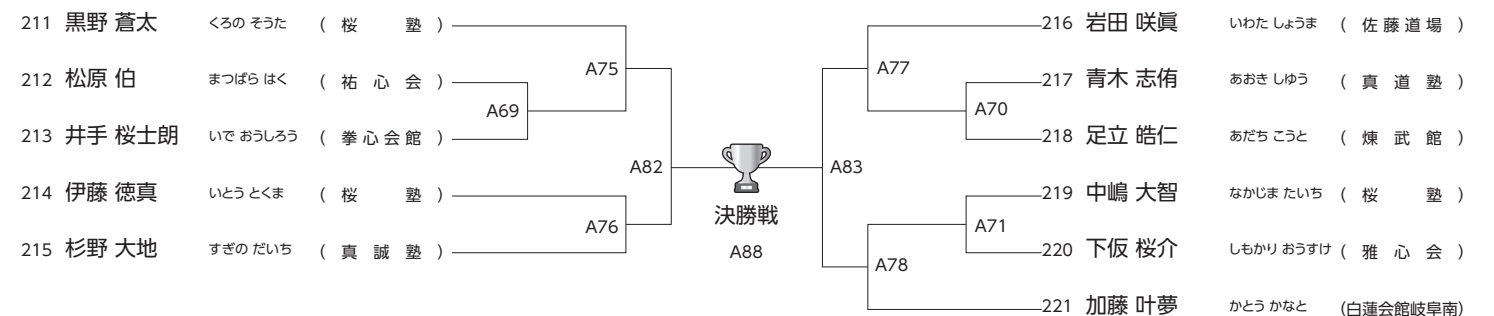 211 黒野 蒼太 くろの そうた ( 桜 塾 )
212 松原 伯 まつばら はく ( 祐 心 会 )
213 井手 桜士朗 いで おうしろう ( 拳心会館 )
214 伊藤 徳真 いとう とくま ( 桜 塾 )
215 杉野 大地 すぎの だいち ( 真 誠 塾 )
A75
A69
A82
A76
決勝戦
A88
A77
A70
A83
A71
A78
216 岩田 咲眞 いわた しょうま ( 佐藤道場 )
217 青木 志侑 あおき しゆう ( 真 道 塾 )
218 足立 皓仁 あだち こうと ( 煉 武 館 )
219 中嶋 大智 なかじま たいち ( 桜 塾 )
220 下仮 桜介 しもかり おうすけ ( 雅 心 会 )
221 加藤 叶夢 かとう かなと (白蓮会館岐阜南)